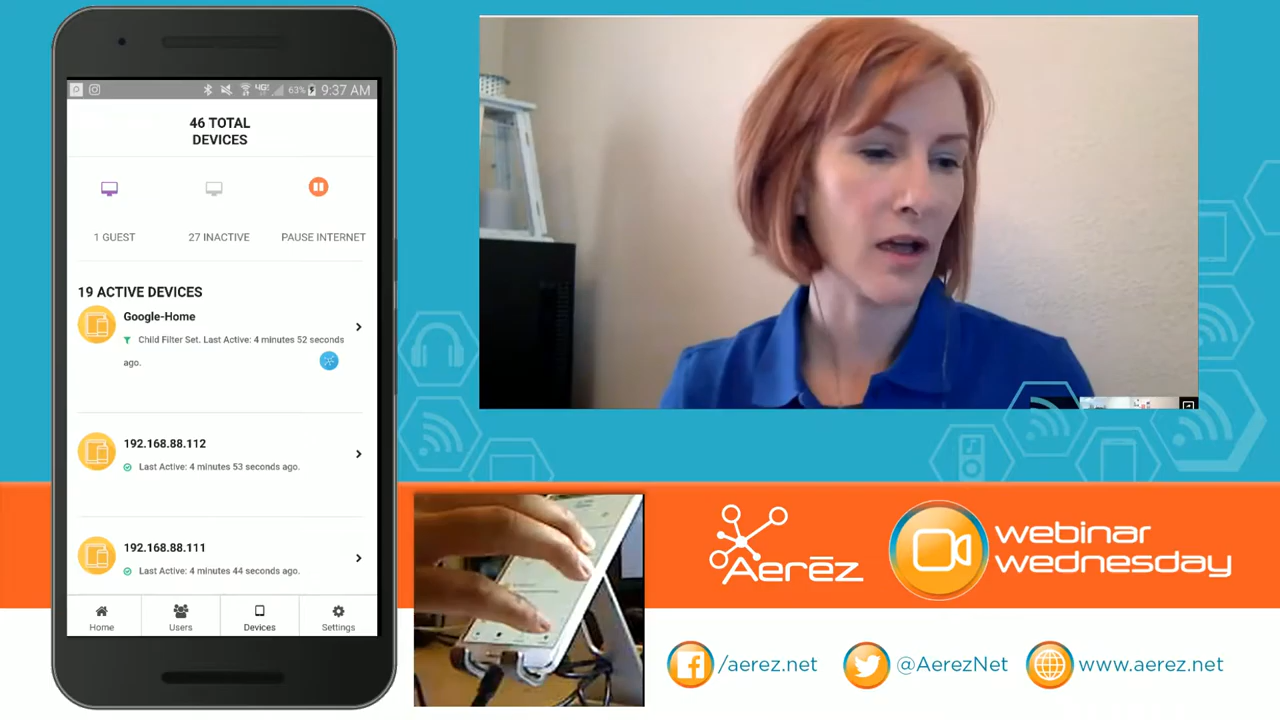 9:37 AM
63%
46 TOTAL
DEVICES
1 GUEST
27 INACTIVE
PAUSE INTERNET
19 ACTIVE DEVICES
Google-Home
Child Filter Set. Last Active: 4 minutes 52 seconds
ago.
192.168.88.112
Last Active: 4 minutes 53 seconds ago.
192.168.88.111
Last Active: 4 minutes 44 seconds ago.
Home
Users
Devices
Settings
Aerēz
webinar
wednesday
/aerez.net
@AerezNet
www.aerez.net